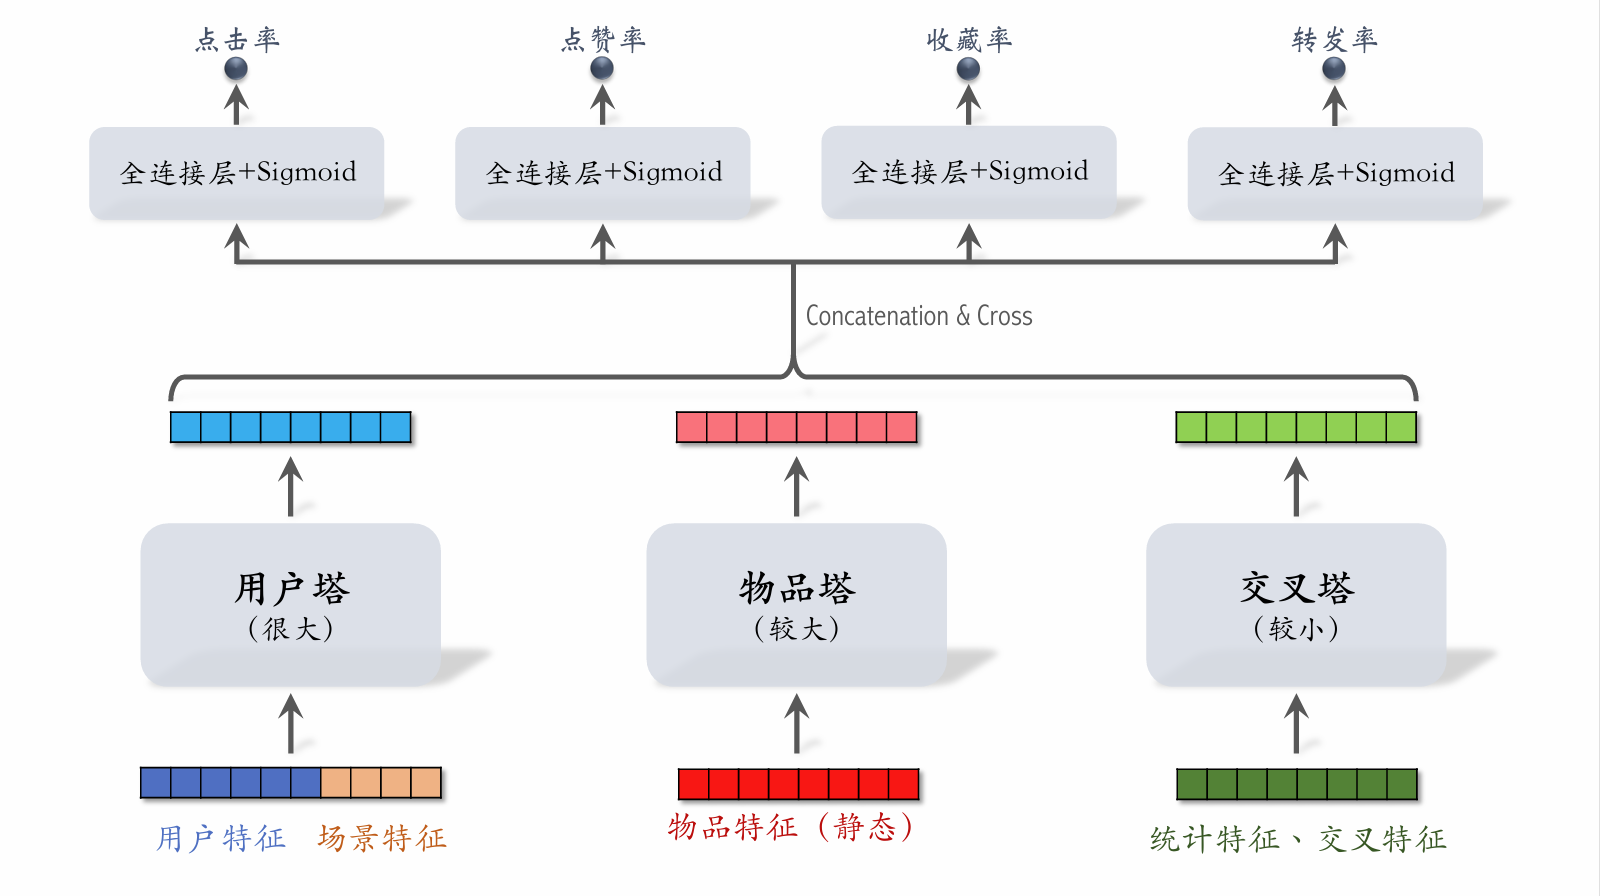 点击率
点赞率
收藏率
转发率
全连接层+Sigmoid
全连接层+Sigmoid
全连接层+Sigmoid
全连接层+Sigmoid
Concatenation & Cross
用户塔
(很大)
物品塔
(较大)
交叉塔
(较小)
用户特征
场景特征
物品特征（静态）
统计特征、交叉特征